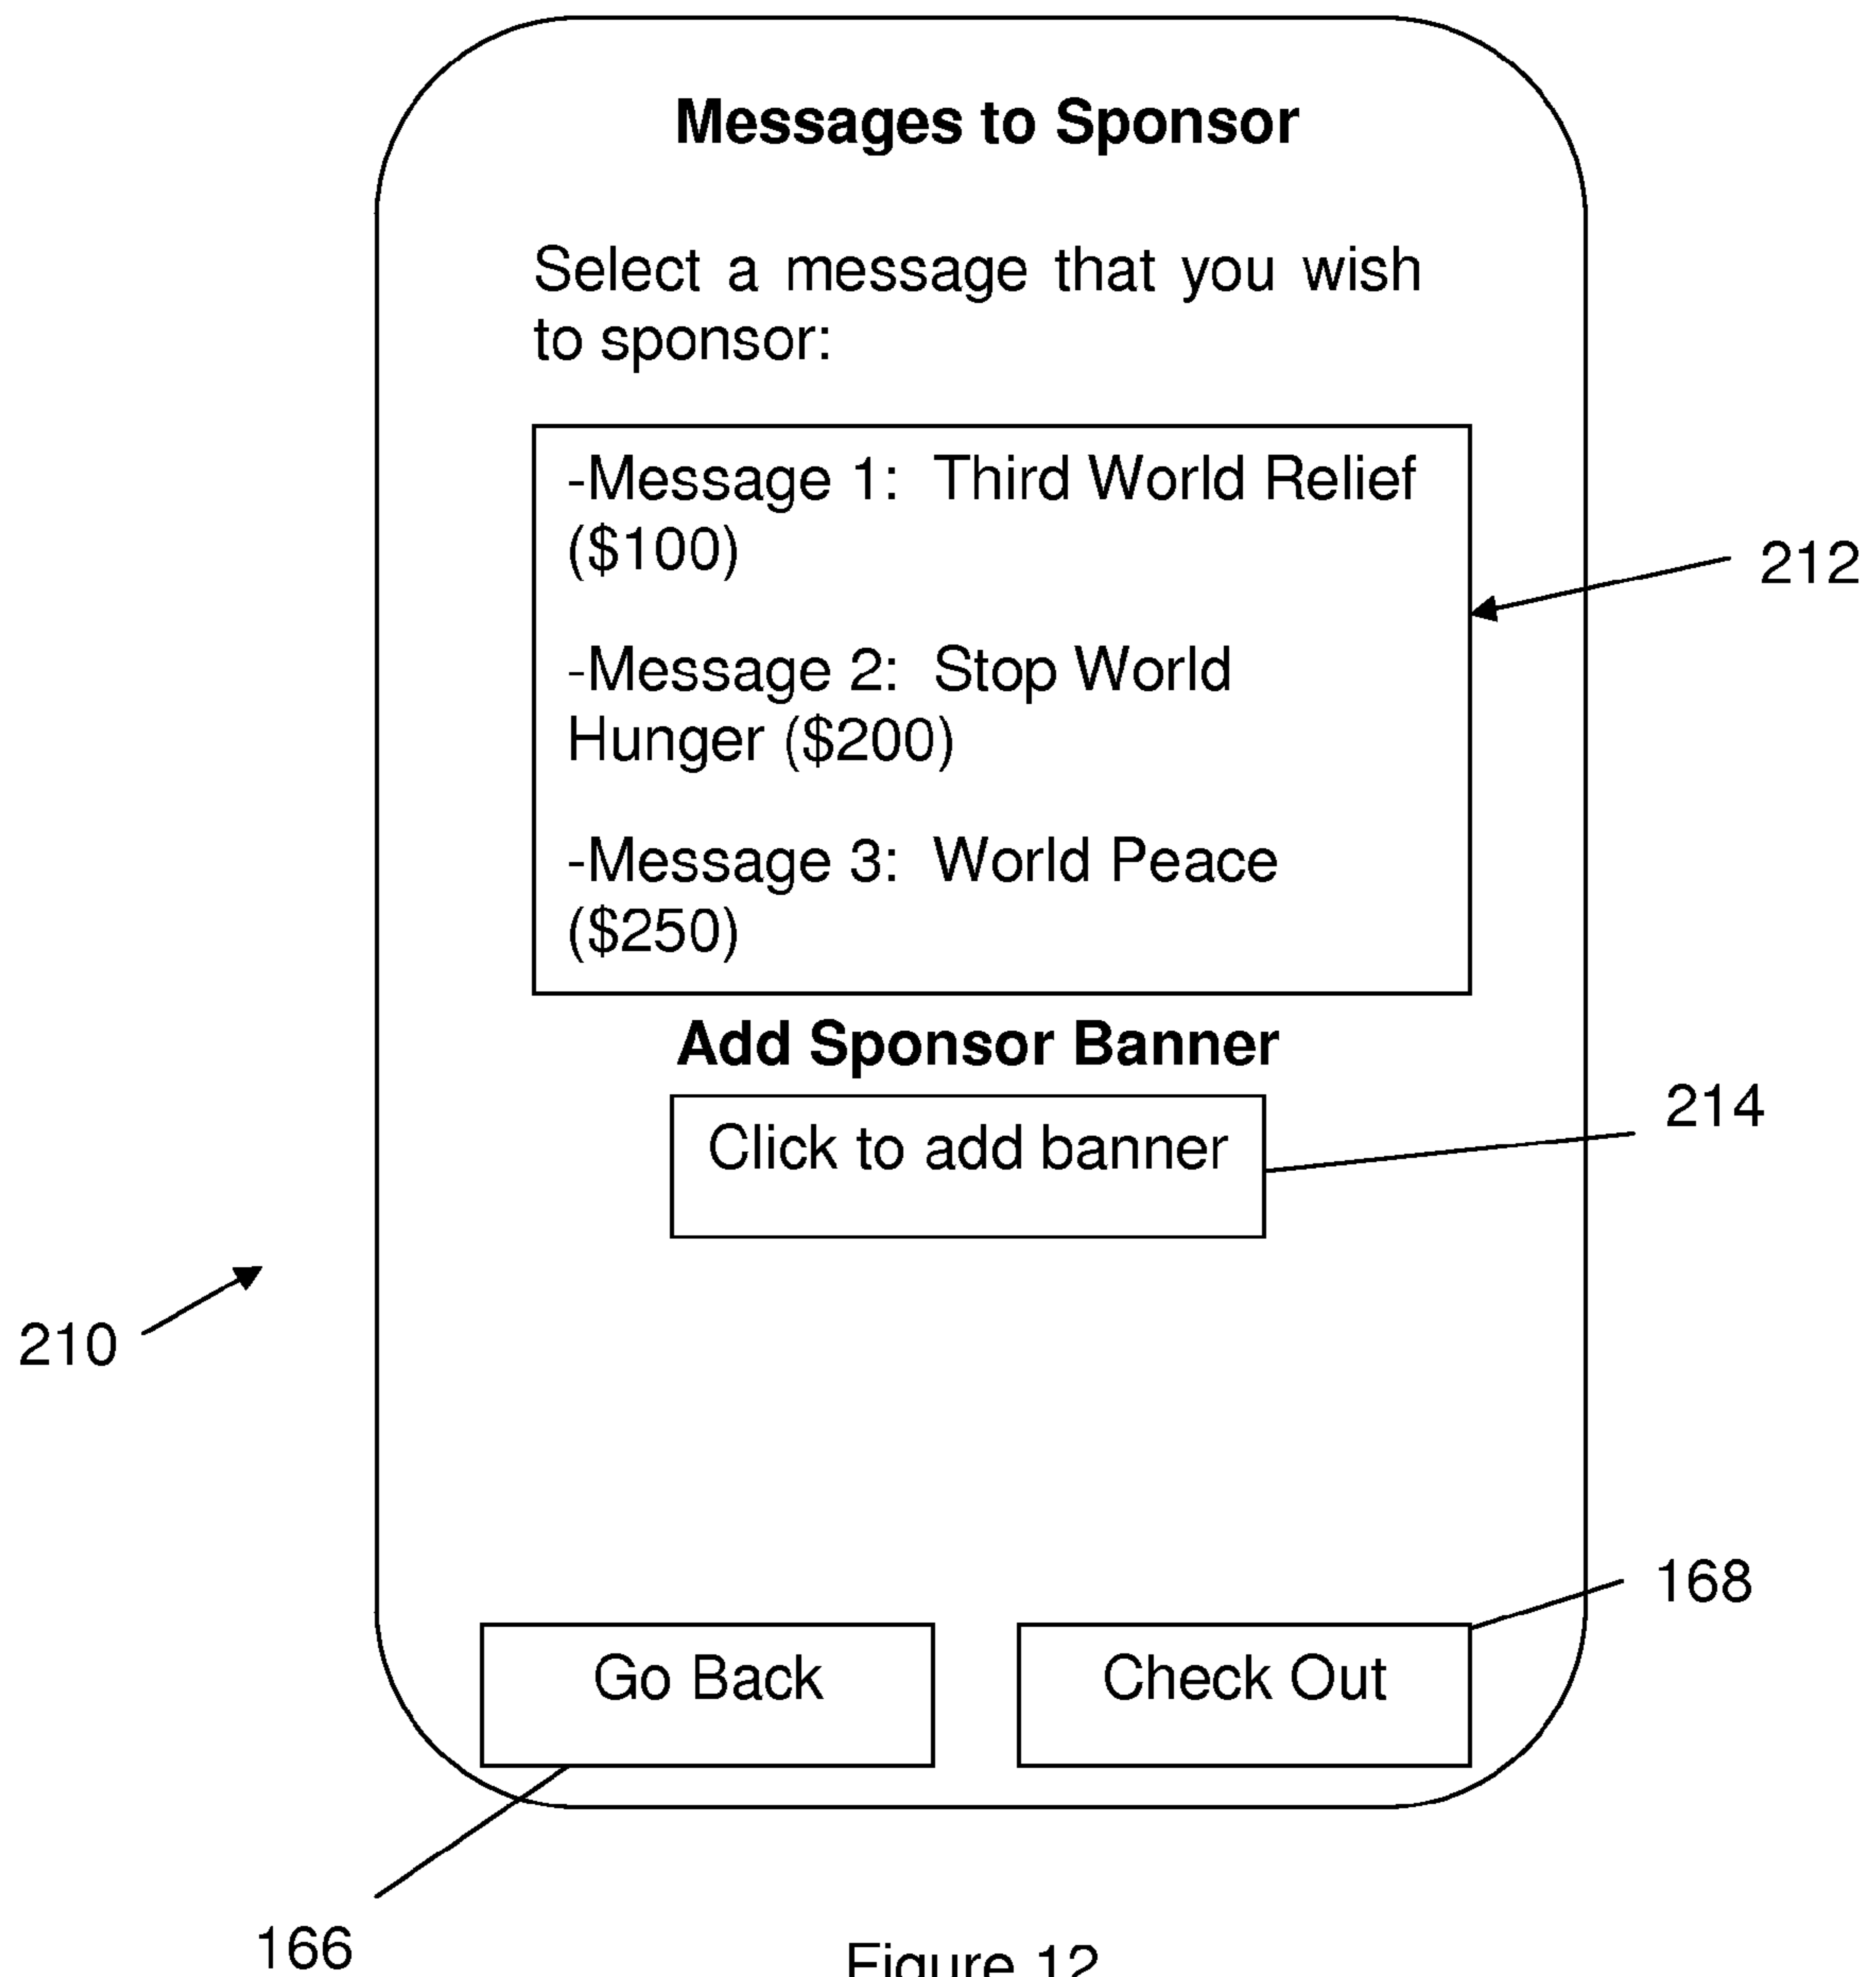 Messages to Sponsor
Select a message that you wish
to sponsor:
-Message 1: Third World Relief
($100)
212
-Message 2: Stop World
Hunger ($200)
-Message 3: World Peace
($250)
Add Sponsor Banner
214
Click to add banner
210
168
Go Back
Check Out
166
Figure 12